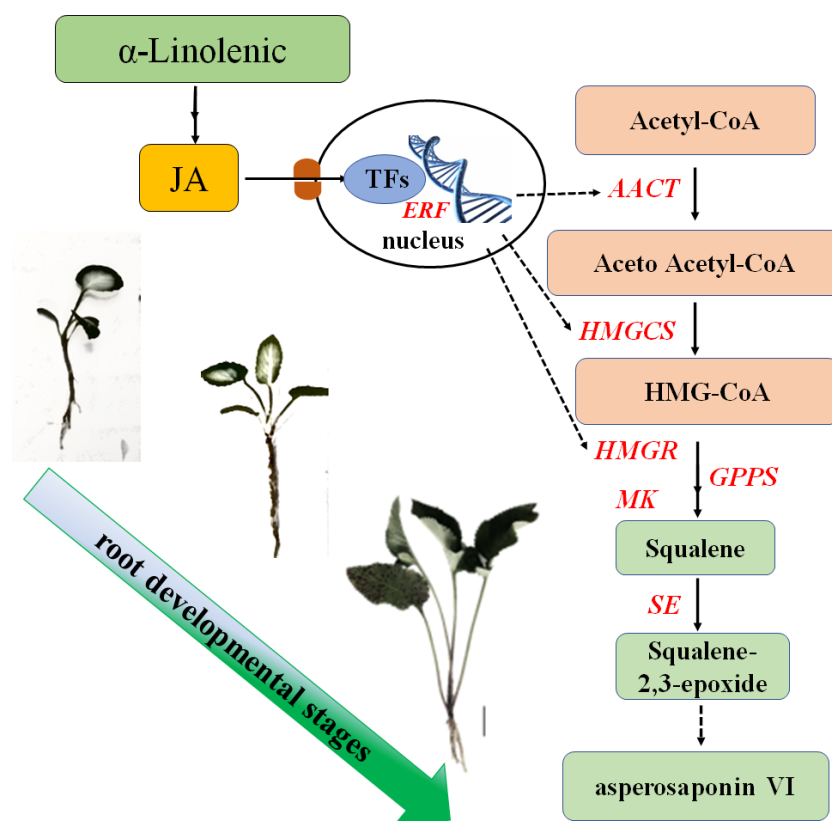 α-Linolenic
JA
TFs
ERF
nucleus
Acetyl-CoA
AACT
Aceto Acetyl-CoA
HMGCS
HMG-CoA
HMGR
GPPS
MK
Squalene
SE
Squalene-
2,3-epoxide
asperosaponin VI
root developmental stages